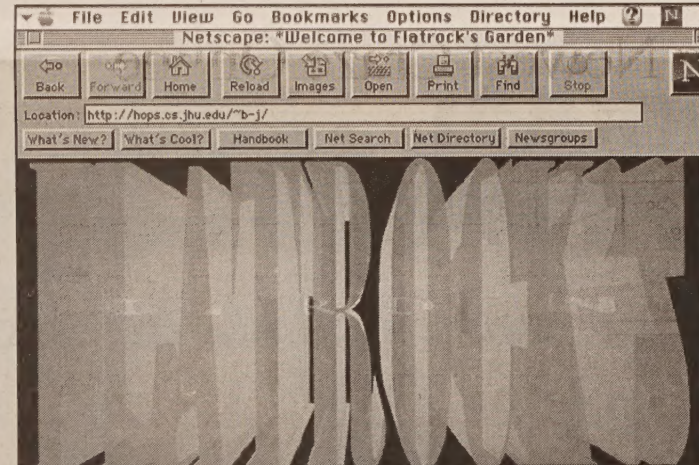 File Edit View Go Bookmarks Options Directory Help ?
Netscape: *Welcome to Flatrock's Garden*
Back Forward Home Reload Images Open Print Find Stop N
Location: http://hops.cs.jhu.edu/~b-j/
What's New? What's Cool? Handbook Net Search Net Directory Newsgroups